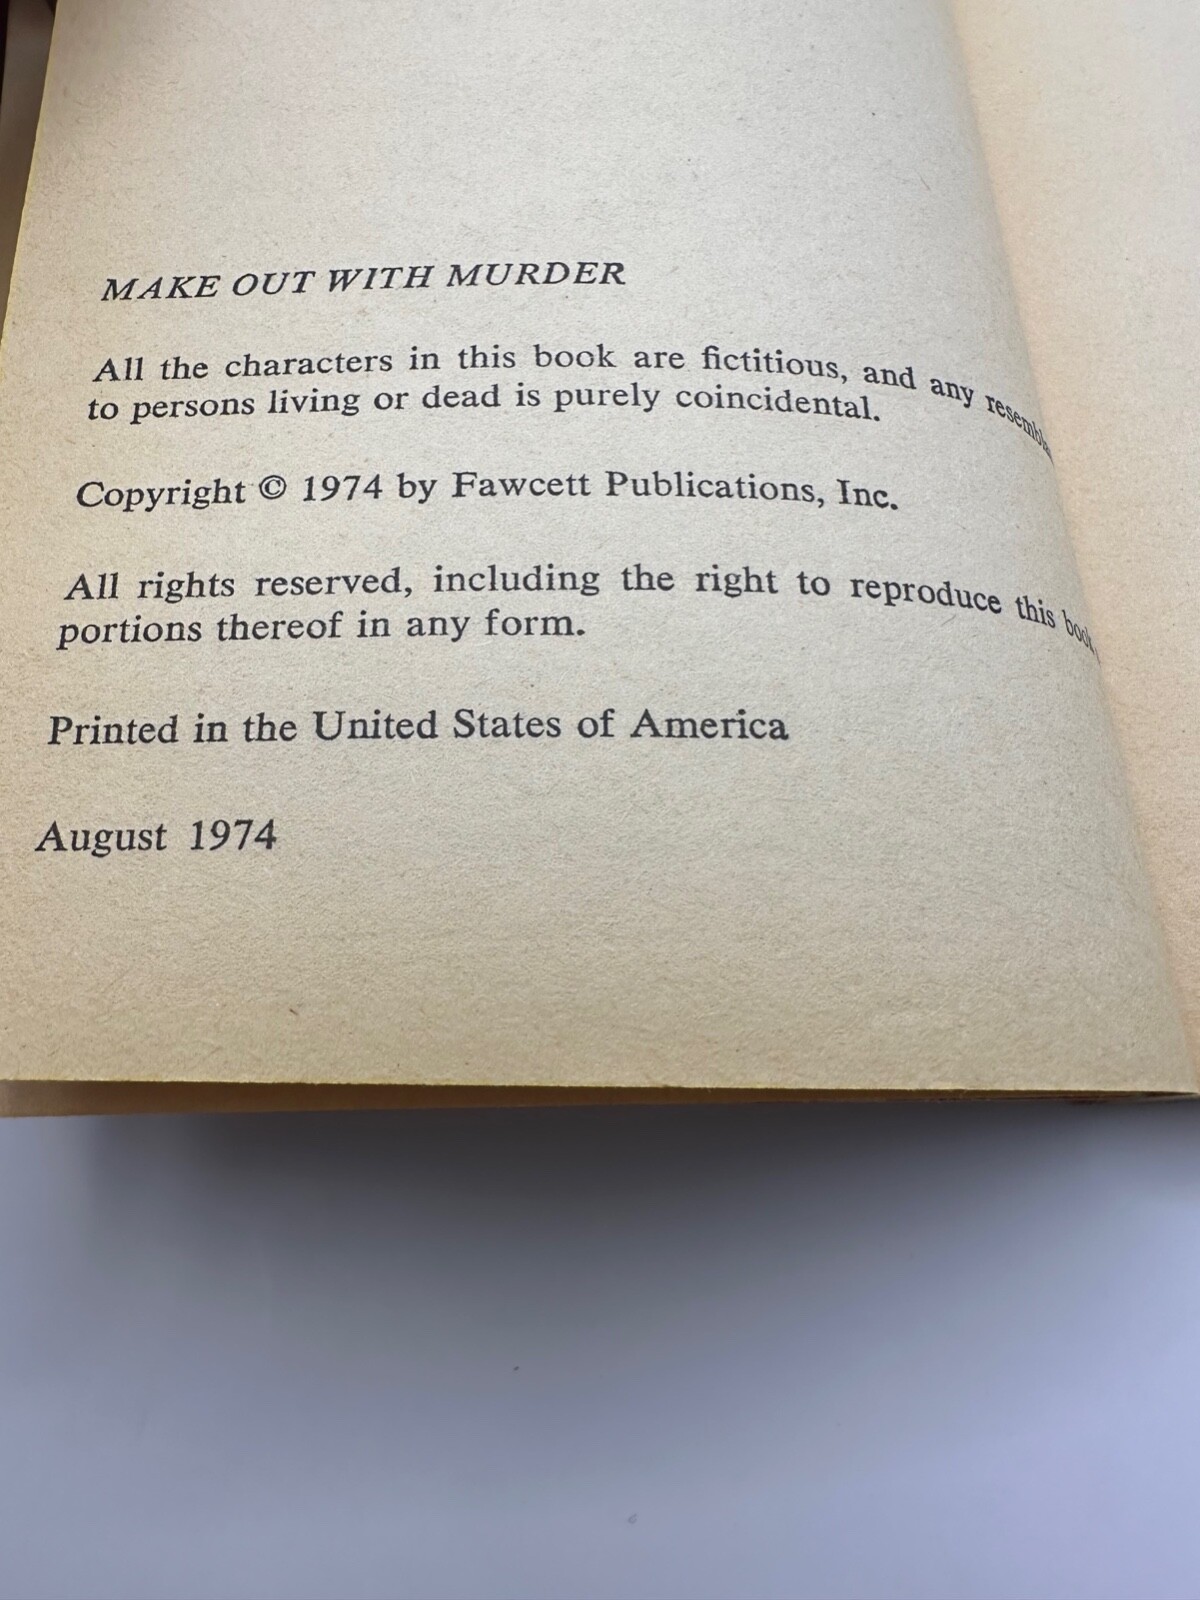 MAKE OUT WITH MURDER
All the characters in this book are fictitious, and any
to persons living or dead is purely coincidental.
Copyright © 1974 by Fawcett Publications, Inc.
All rights reserved, including the right to reproduce this book
portions thereof in any form.
Printed in the United States of America
August 1974